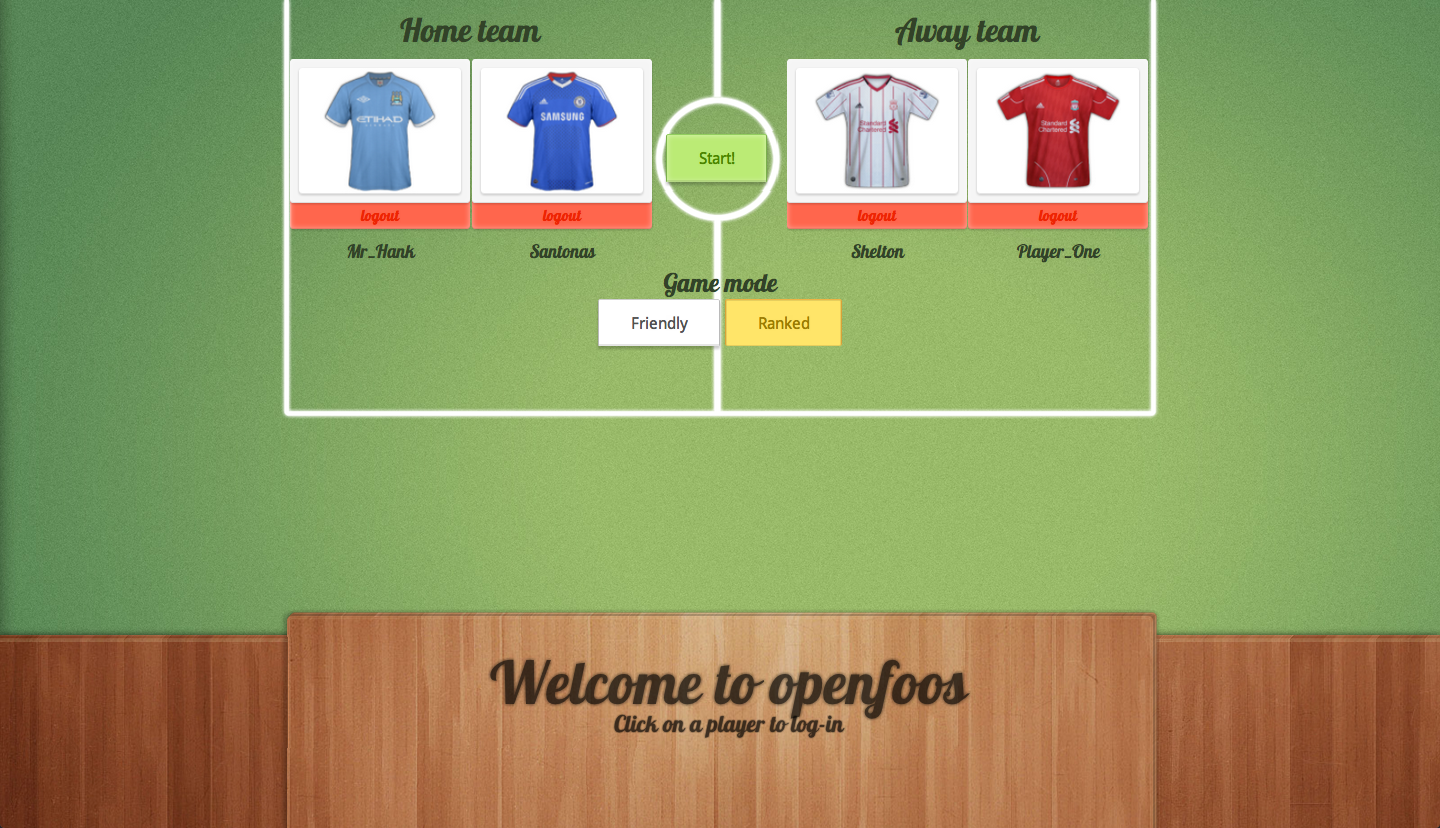 Home team
Away team
ETIHAD
SAMSUNG
Standard
Chartered
Standard
Chartered
Start!
logout
logout
logout
logout
Mr_Hank
Santonas
Shelton
Player_One
Game mode
Friendly
Ranked
Welcome to openfoos
Click on a player to log-in